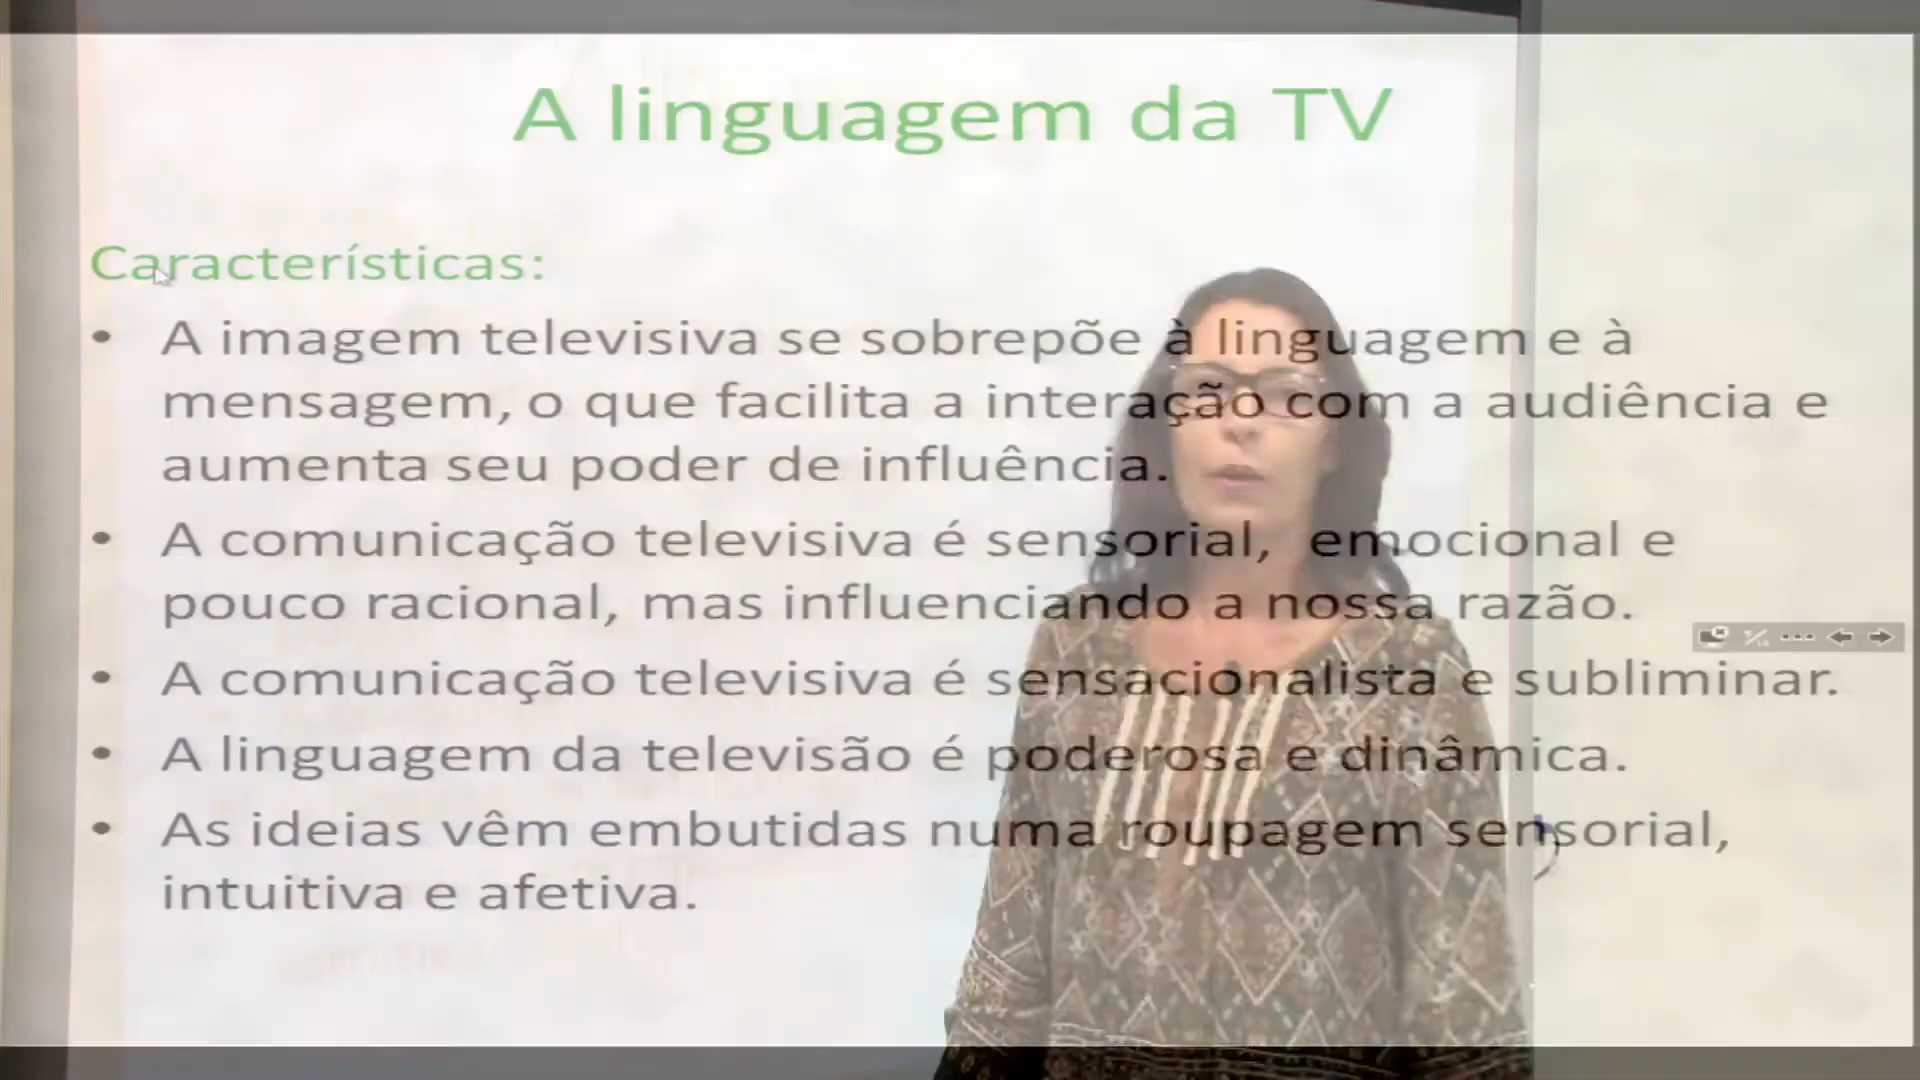 A linguagem da TV
Características:
• A imagem televisiva se sobrepõe à linguagem e à
mensagem, o que facilita a interação com a audiência e
aumenta seu poder de influência.
• A comunicação televisiva é sensorial, emocional e
pouco racional, mas influenciando a nossa razão.
• A comunicação televisiva é sensacionalista e subliminar.
• A linguagem da televisão é poderosa e dinâmica.
• As ideias vêm embutidas numa roupagem sensorial,
intuitiva e afetiva.